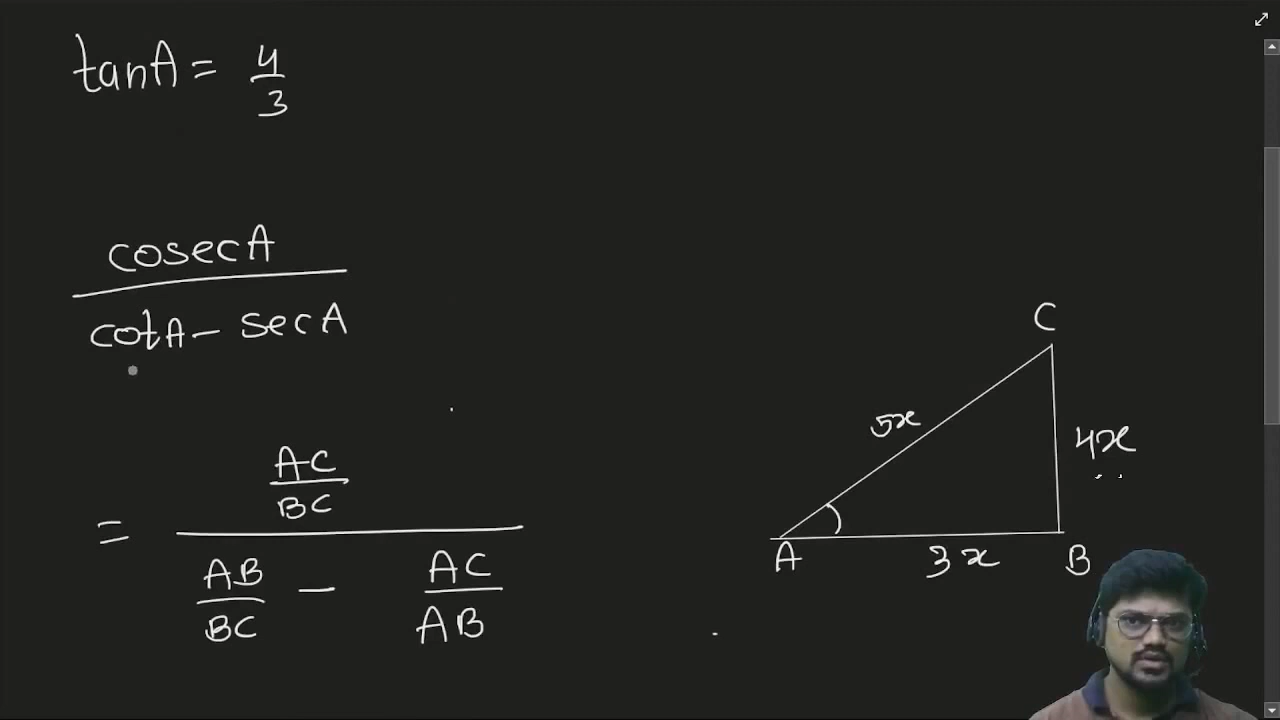 tanA = 4/3
cosecA
cotA - secA
= AC/BC
AB/BC - AC/AB
C
5x
4x
A
3x
B